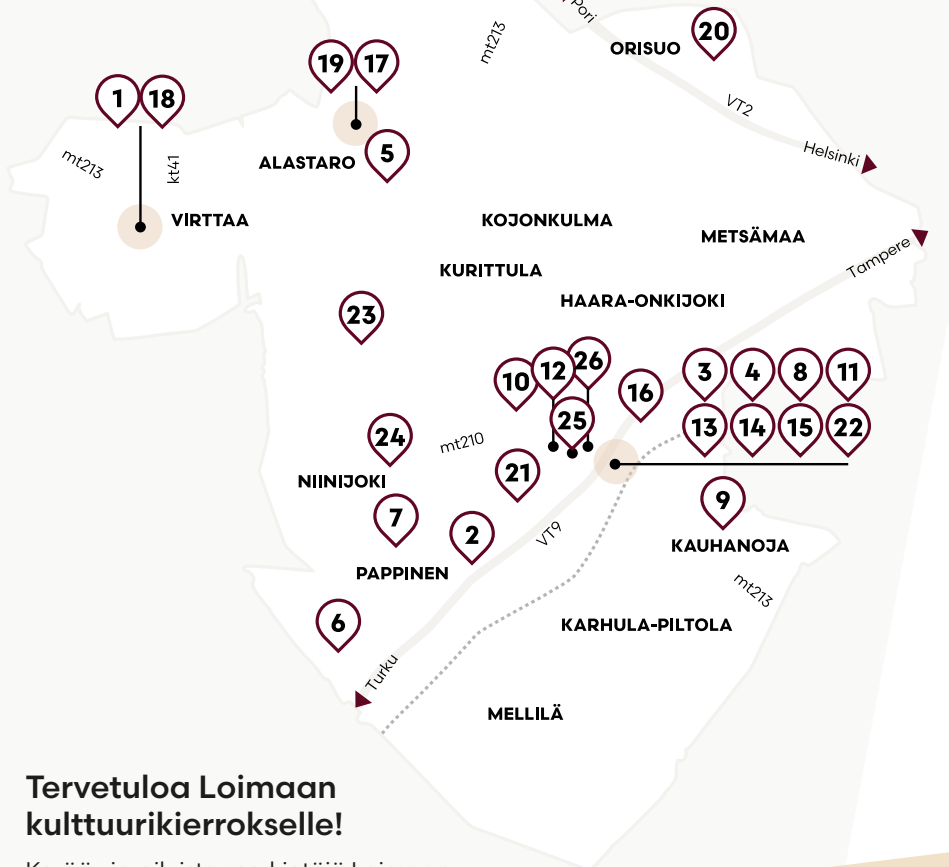 Pori
mt213
20
ORISUO
19 17
1 18
VT2
mt213
kt41
ALASTARO
5
Helsinki
VIRTTAA
KOJONKULMA
METSÄMAA
Tampere
KURITTULA
HAARA-ONKIJOKI
23
10 12 26
16
3 4 8 11
25
13 14 15 22
24
mt210
21
NIINIJOKI
9
7
2
VT9
KAUHANOJA
PAPPINEN
mt213
6
KARHULA-PILTOLA
Turku
MELLILÄ
Tervetuloa Loimaan
kulttuurikierrokselle!